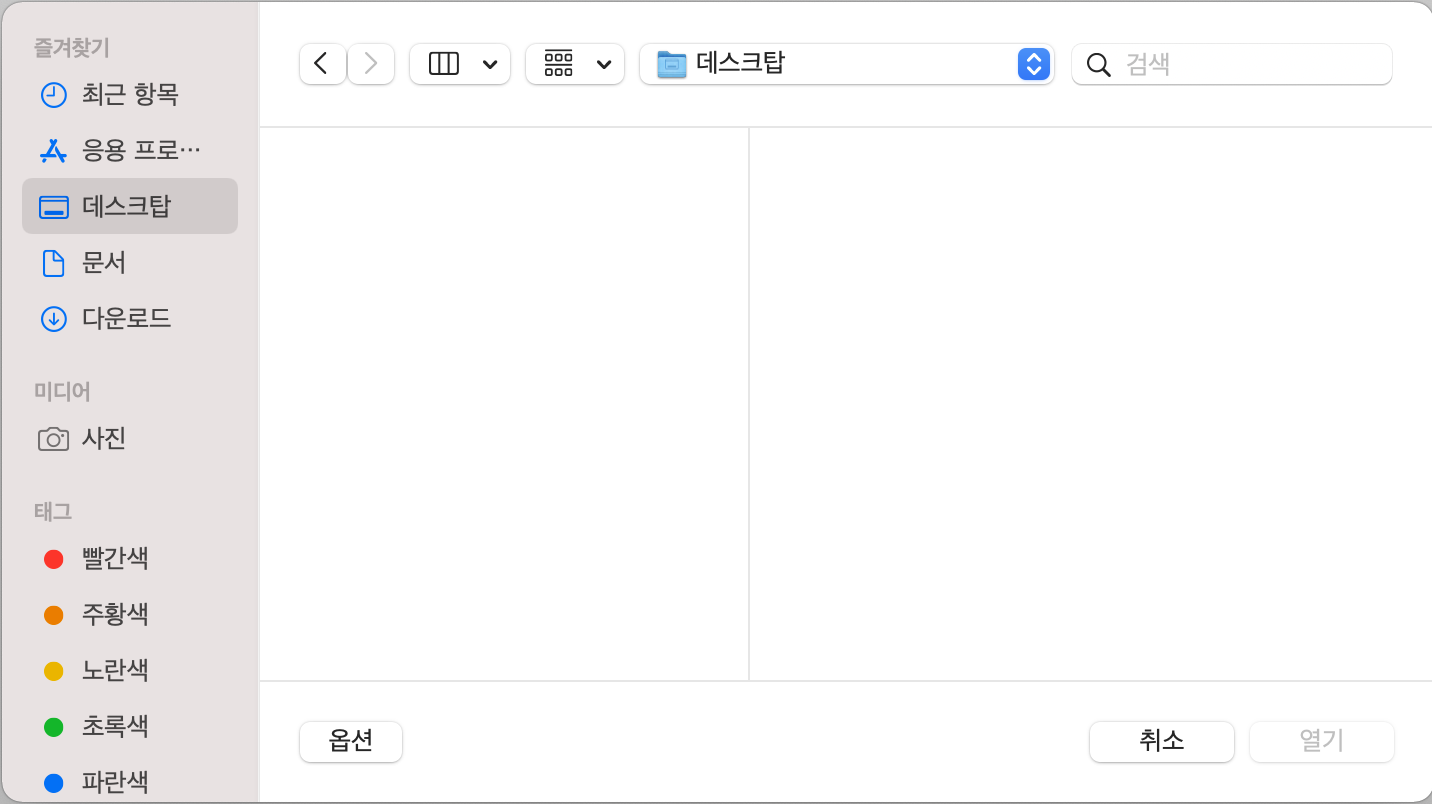 즐겨찾기
최근 항목
응용 프로…
데스크탑
문서
다운로드
미디어
사진
태그
빨간색
주황색
노란색
초록색
파란색
데스크탑
검색
옵션
취소
열기